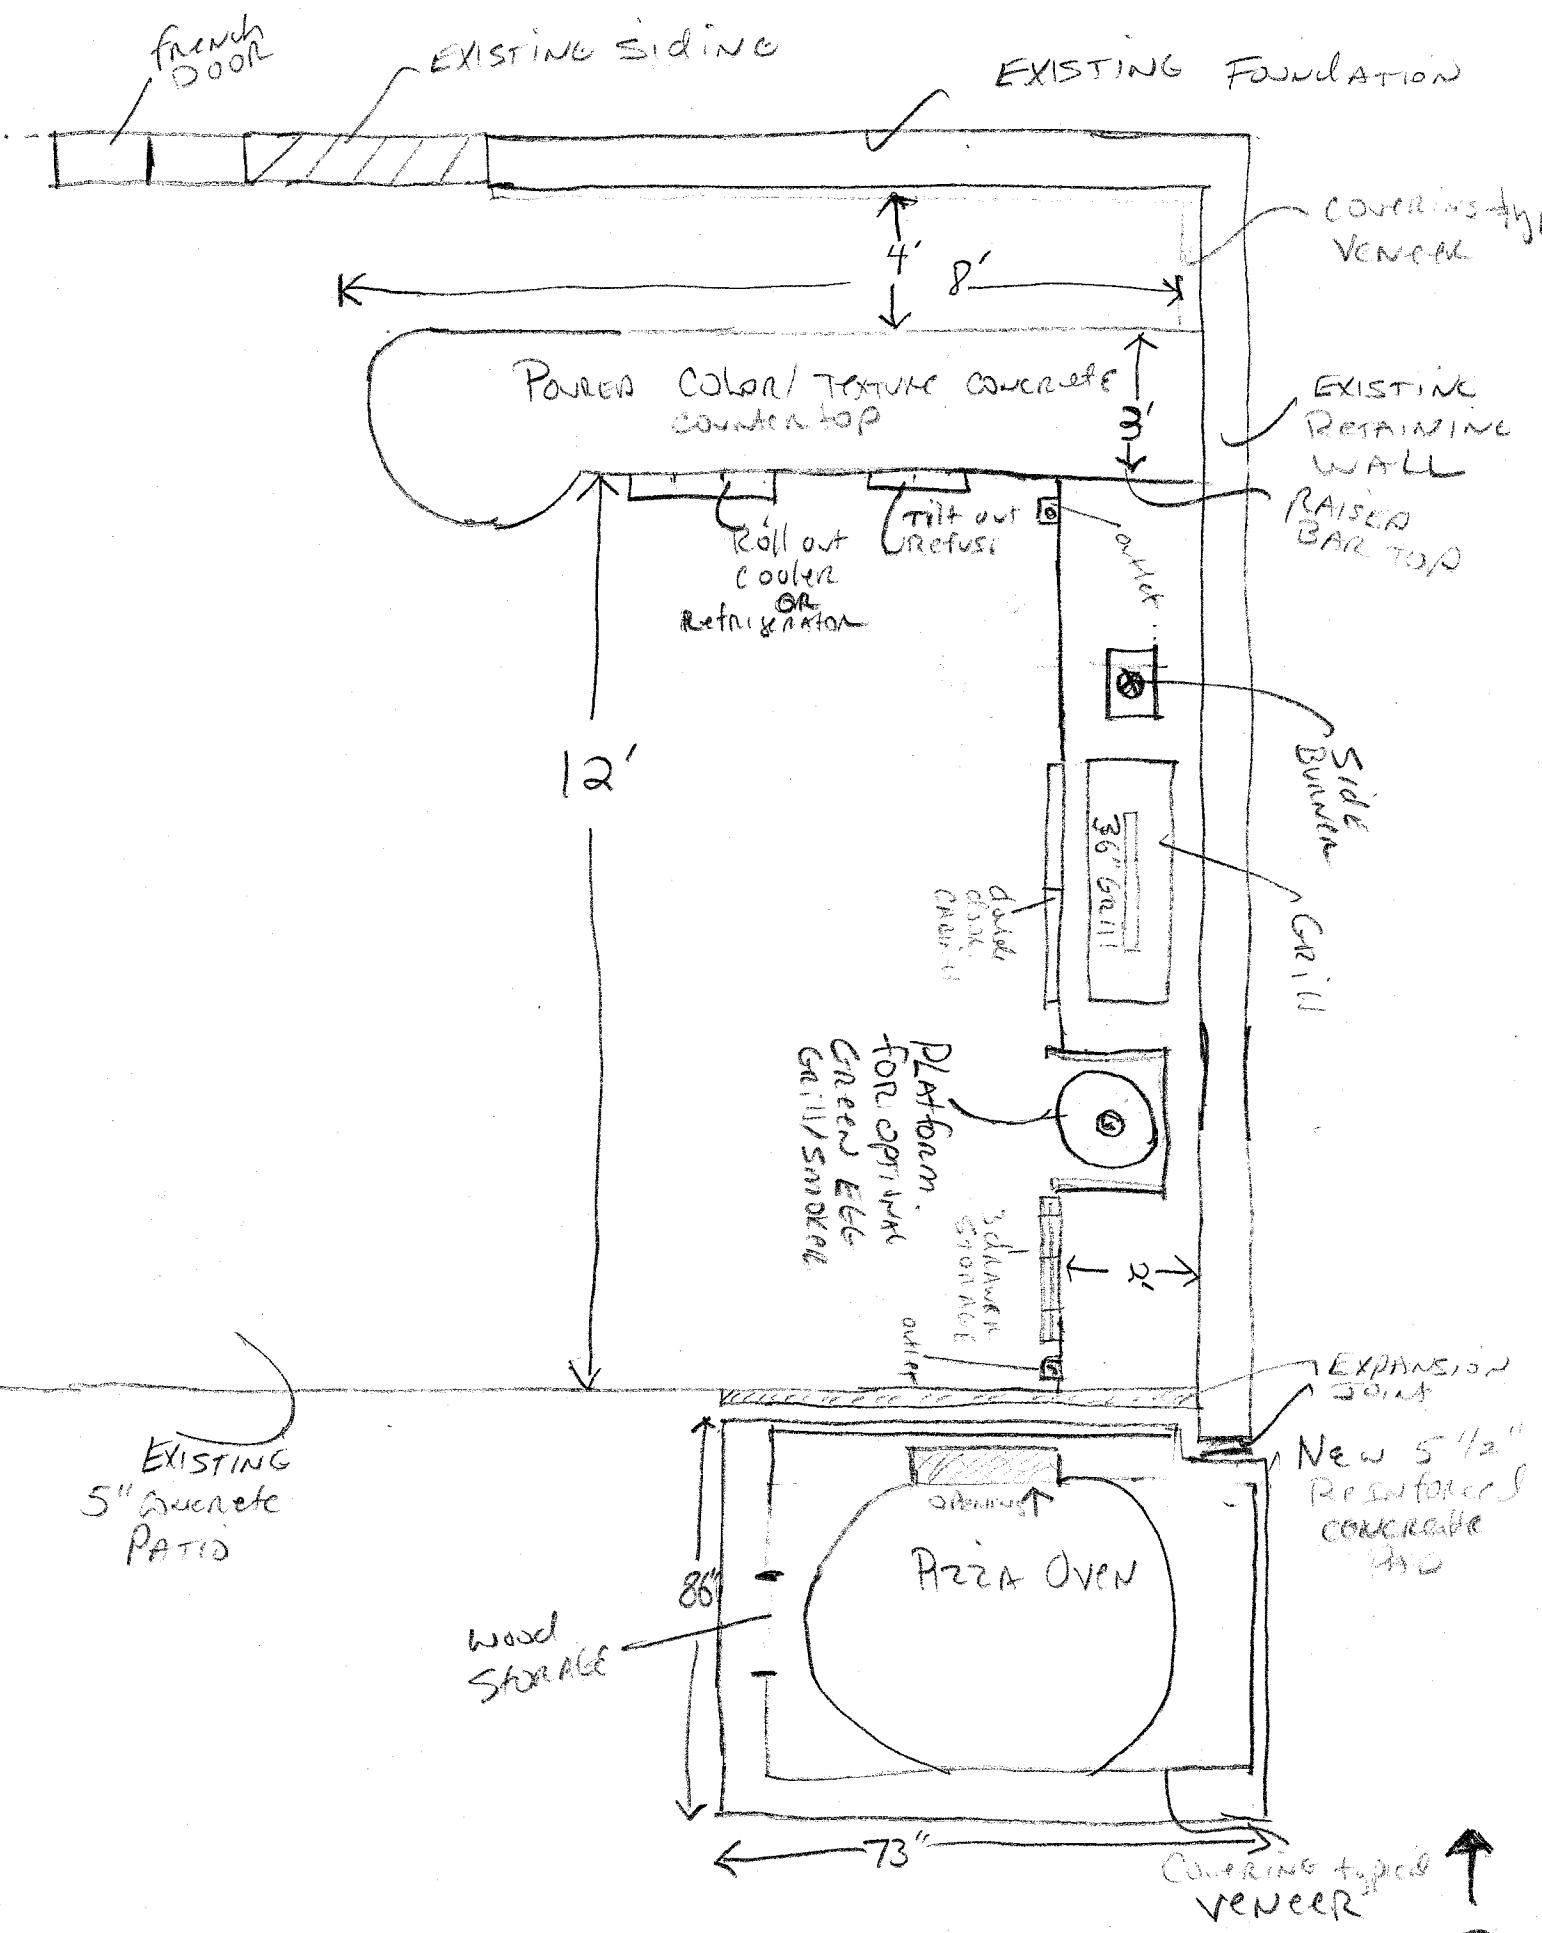 French
DOOR
EXISTING SIDING
EXISTING FOUNDATION
COVERING
VENEER
4'
8'
POURED COLOR/ TEXTURE CONCRETE
COUNTERTOP
3'
EXISTING
RETAINING
WALL
RAISED
BAR TOP
Roll out
COOLER
OR
Refrigerator
Tilt out
Refuse
outlet
12'
SIDE
BURNER
36" Grill
GRill
double
door
PLATFORM
FOR OPTIONAL
GREEN EGG
GRill/SMOKER
3 DRAWER
STORAGE
2'
outlet
EXPANSION
JOINT
EXISTING
5" Concrete
PATIO
NEW 5 1/2"
Reinforced
CONCRETE
PAD
OPENING
PIZZA OVEN
86"
WOOD
STORAGE
73"
COVERING typical
VENEER